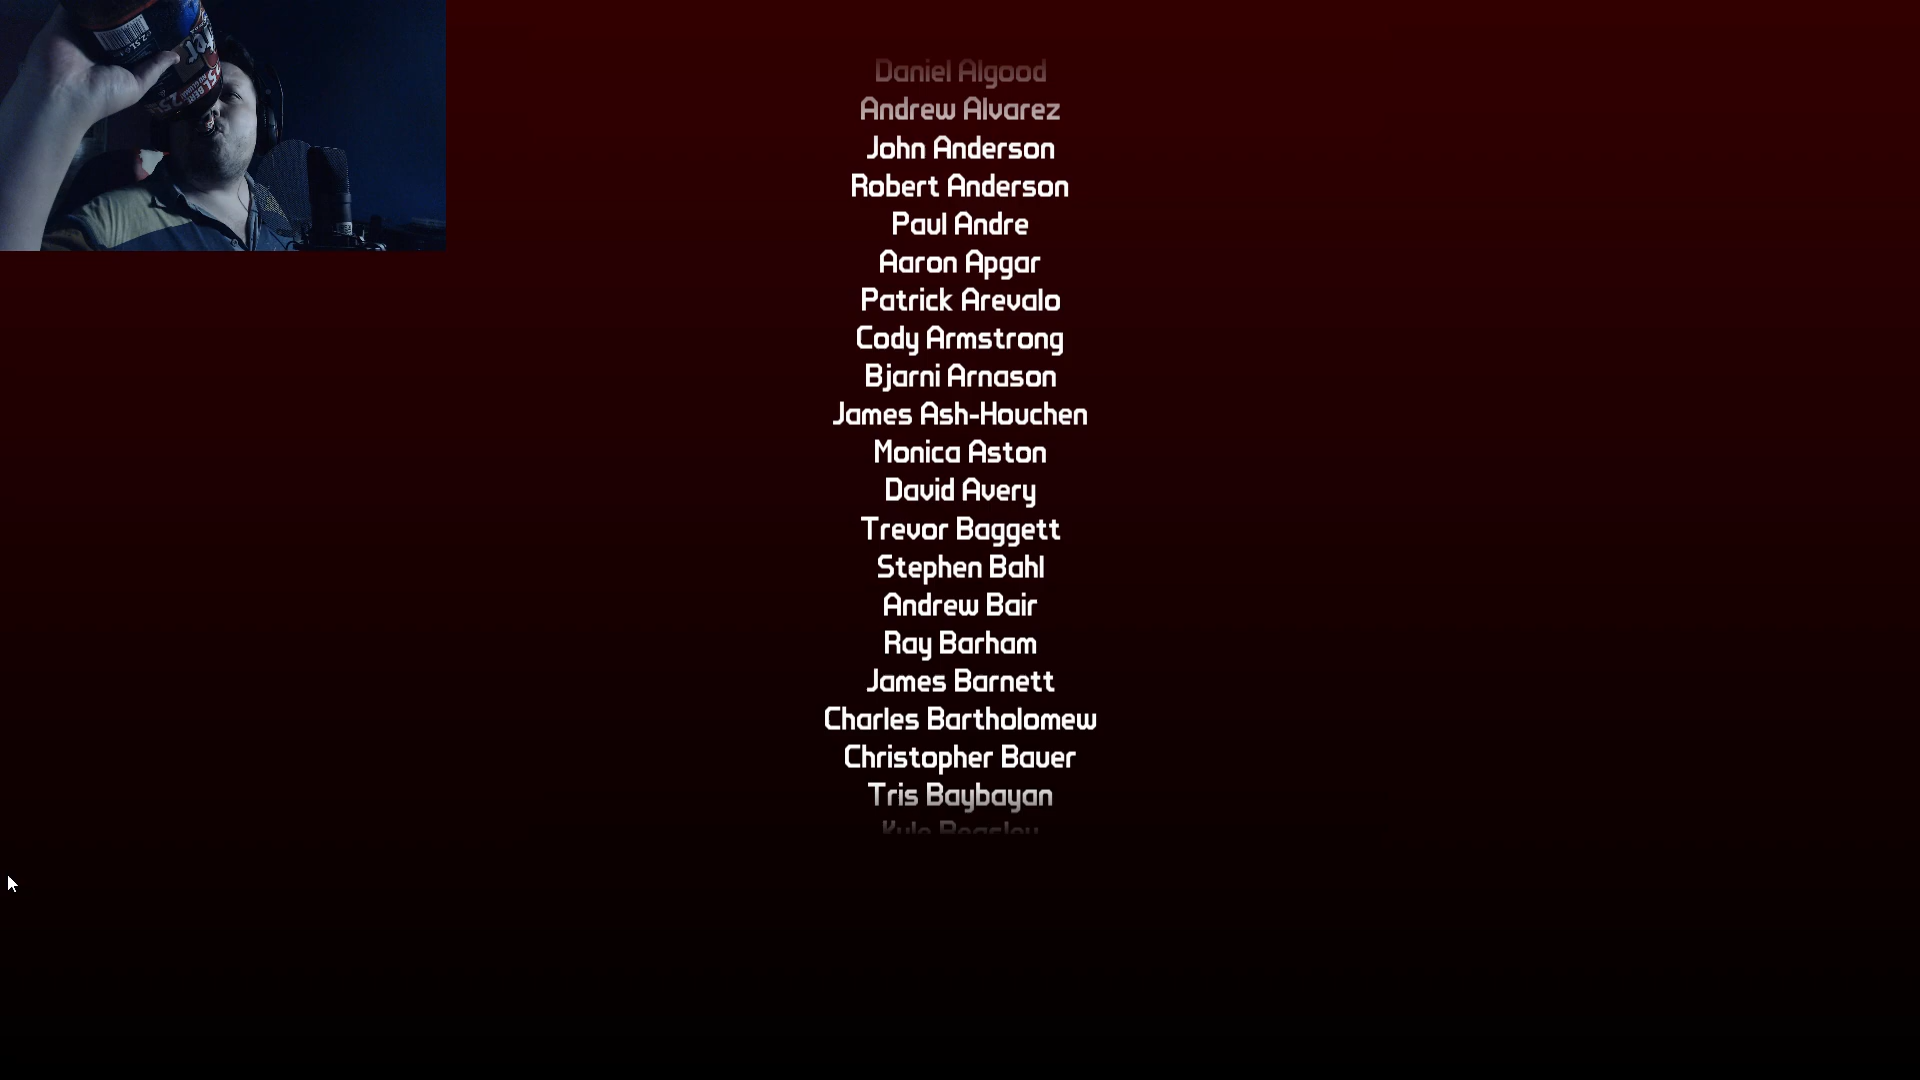 Daniel Algood
Andrew Alvarez
John Anderson
Robert Anderson
Paul Andre
Aaron Apgar
Patrick Arevalo
Cody Armstrong
Bjarni Arnason
James Ash-Houchen
Monica Aston
David Avery
Trevor Baggett
Stephen Bahl
Andrew Bair
Ray Barham
James Barnett
Charles Bartholomew
Christopher Bauer
Tris Baybayan
Kyle Beasley